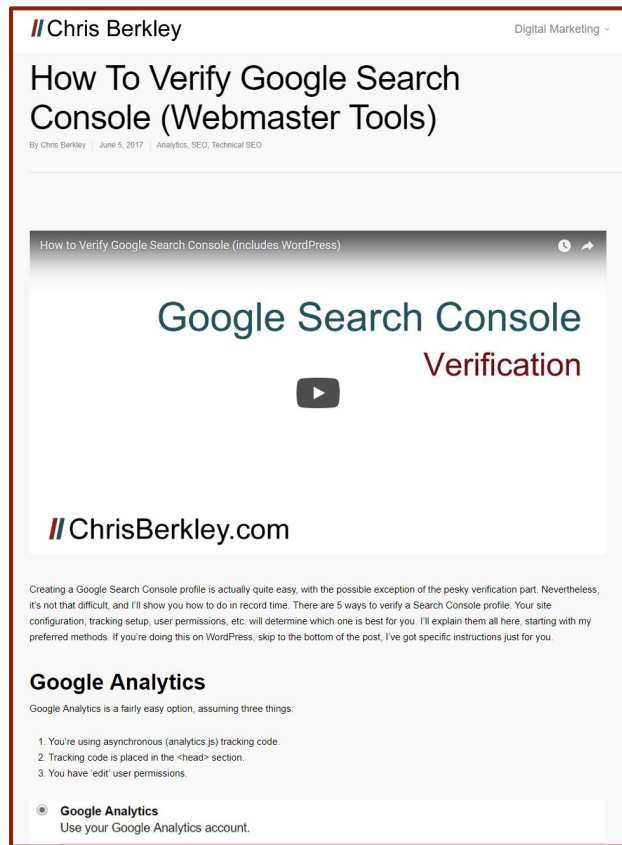 // Chris Berkley
Digital Marketing
How To Verify Google Search
Console (Webmaster Tools)
By Chris Berkley | June 5, 2017 | Analytics, SEO, Technical SEO
How to Verify Google Search Console (includes WordPress)
Google Search Console
Verification
// ChrisBerkley.com
Creating a Google Search Console profile is actually quite easy, with the possible exception of the pesky verification part. Nevertheless,
it's not that difficult, and I'll show you how to do in record time. There are 5 ways to verify a Search Console profile. Your site
configuration, tracking setup, user permissions, etc. will determine which one is best for you. I'll explain them all here, starting with my
preferred methods. If you're doing this on WordPress, skip to the bottom of the post, I've got specific instructions just for you.
Google Analytics
Google Analytics is a fairly easy option, assuming three things:
1. You're using asynchronous (analytics.js) tracking code.
2. Tracking code is placed in the <head> section.
3. You have 'edit' user permissions.
Google Analytics
Use your Google Analytics account.